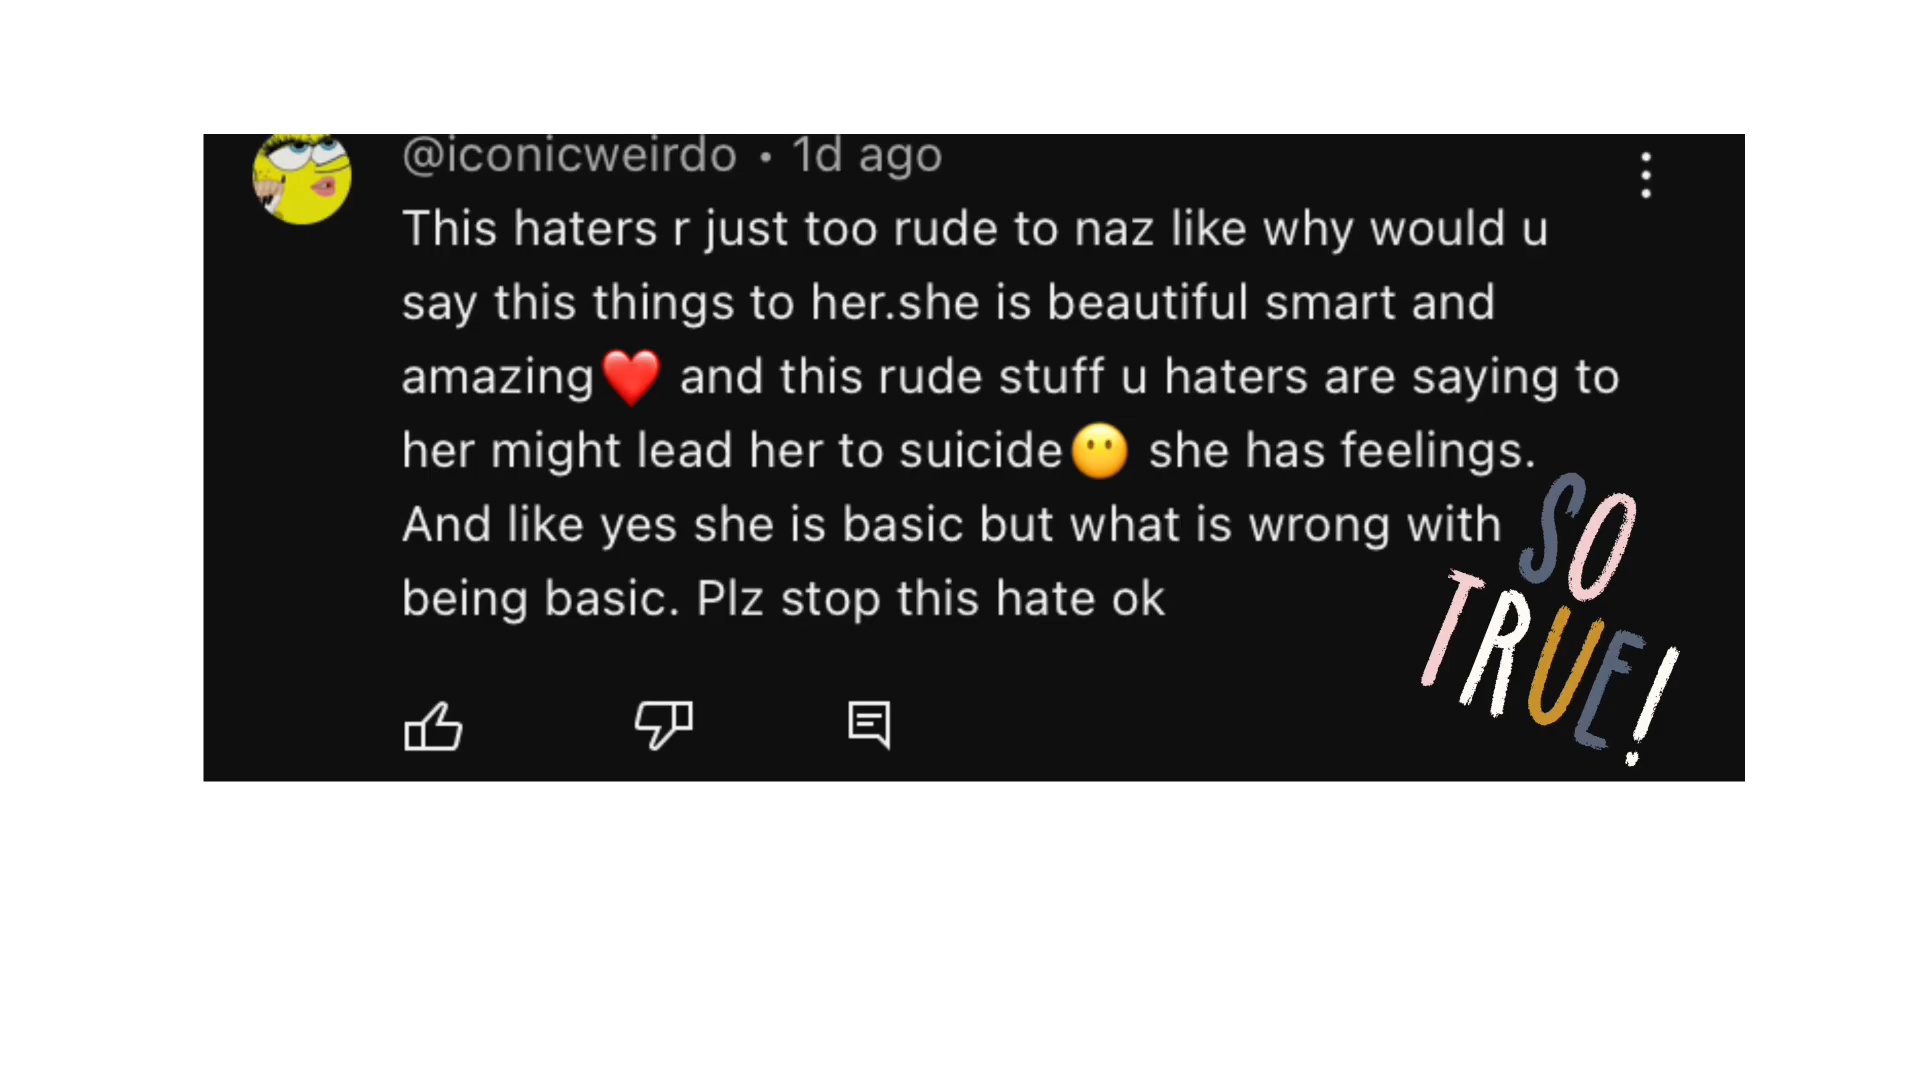 @iconicweirdo • 1d ago
This haters r just too rude to naz like why would u
say this things to her.she is beautiful smart and
amazing❤️ and this rude stuff u haters are saying to
her might lead her to suicide😶 she has feelings.
And like yes she is basic but what is wrong with
being basic. Plz stop this hate ok
SO
TRUE!